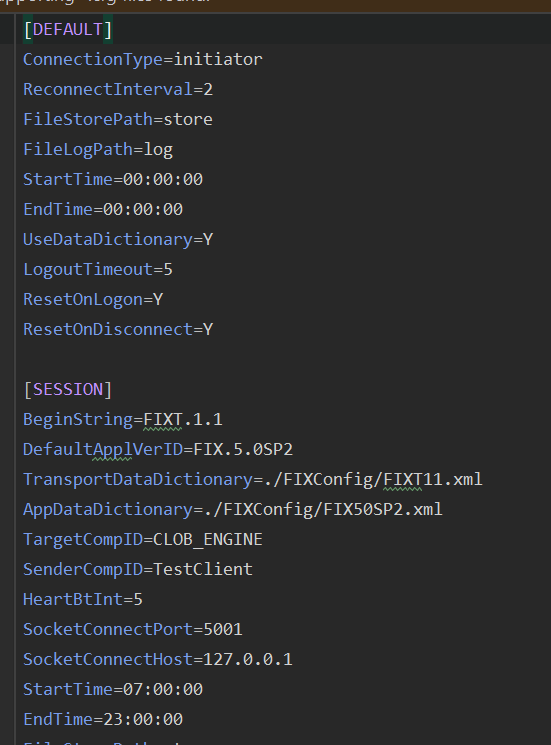 [DEFAULT]
ConnectionType=initiator
ReconnectInterval=2
FileStorePath=store
FileLogPath=log
StartTime=00:00:00
EndTime=00:00:00
UseDataDictionary=Y
LogoutTimeout=5
ResetOnLogon=Y
ResetOnDisconnect=Y
[SESSION]
BeginString=FIXT.1.1
DefaultApplVerID=FIX.5.0SP2
TransportDataDictionary=./FIXConfig/FIXT11.xml
AppDataDictionary=./FIXConfig/FIX50SP2.xml
TargetCompID=CLOB_ENGINE
SenderCompID=TestClient
HeartBtInt=5
SocketConnectPort=5001
SocketConnectHost=127.0.0.1
StartTime=07:00:00
EndTime=23:00:00